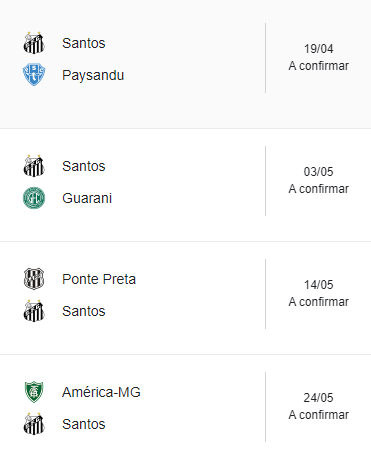 Santos
Paysandu
19/04
A confirmar
Santos
Guarani
03/05
A confirmar
Ponte Preta
Santos
14/05
A confirmar
América-MG
Santos
24/05
A confirmar